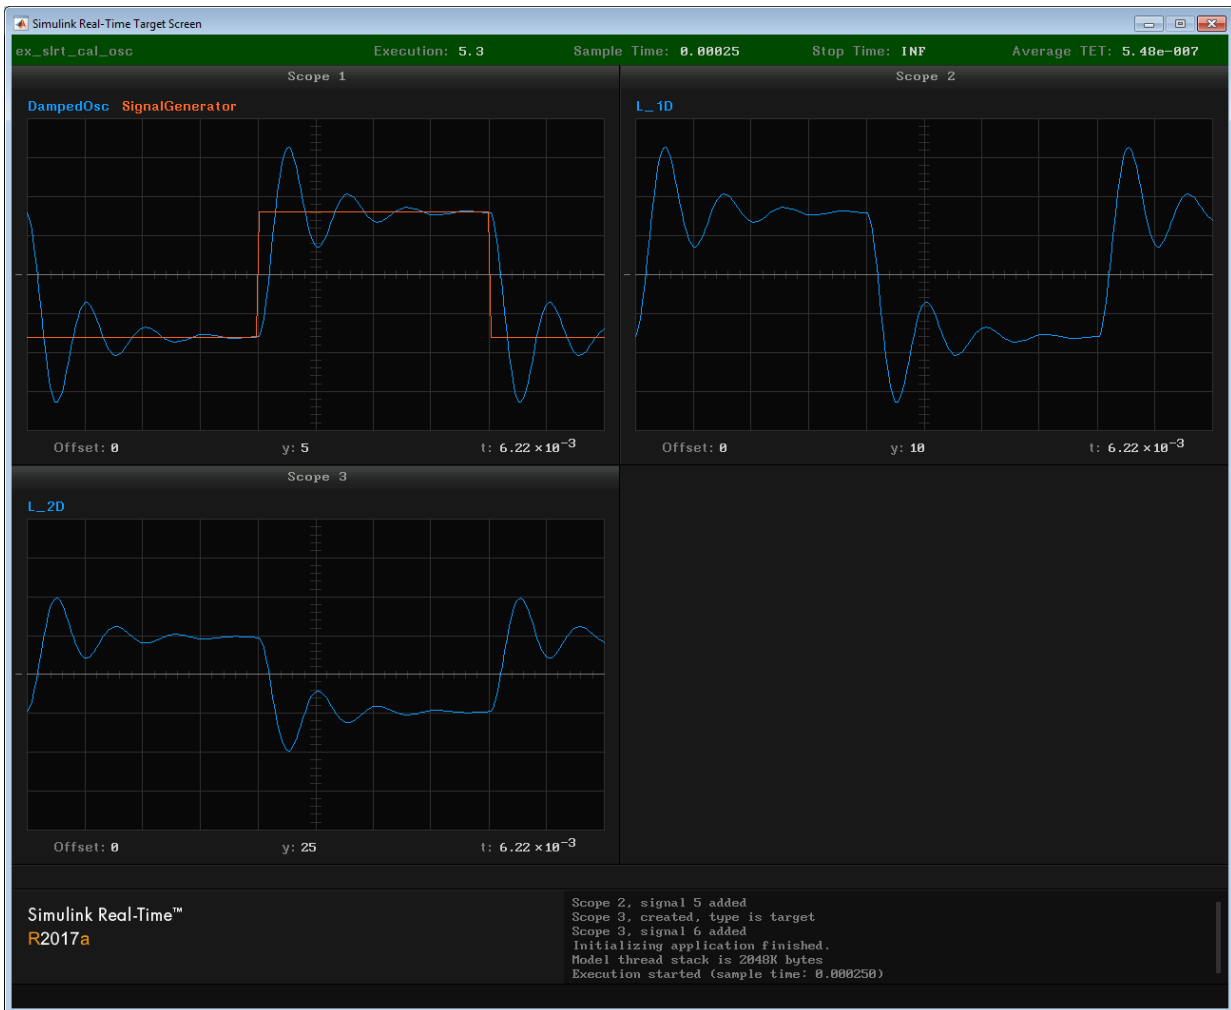 Simulink Real-Time Target Screen
ex_slrt_cal_osc Execution: 5.3 Sample Time: 0.00025 Stop Time: INF Average TET: 5.48e-007
Scope 1
DampedOsc SignalGenerator
Offset: 0 y: 5 t: 6.22 ×10⁻³
Scope 2
L_1D
Offset: 0 y: 10 t: 6.22 ×10⁻³
Scope 3
L_2D
Offset: 0 y: 25 t: 6.22 ×10⁻³
Simulink Real-Time™
R2017a
Scope 2, signal 5 added
Scope 3, created, type is target
Scope 3, signal 6 added
Initializing application finished.
Model thread stack is 2048K bytes
Execution started (sample time: 0.000250)